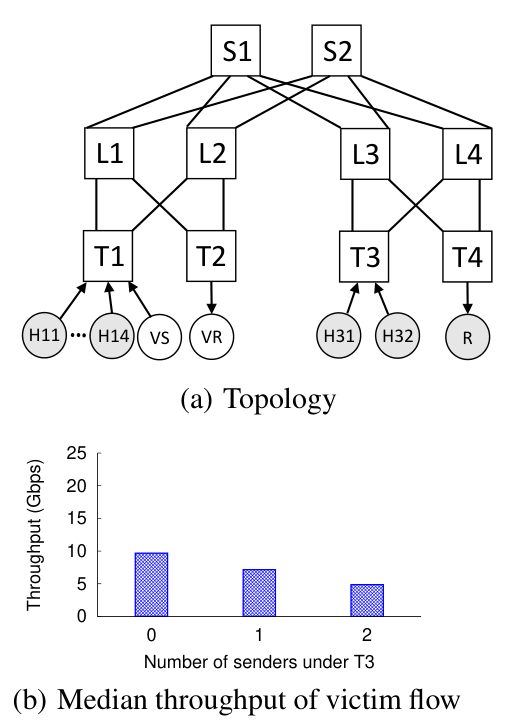 S1 S2
L1 L2 L3 L4
T1 T2 T3 T4
H11 ... H14 VS VR H31 H32 R
(a) Topology
Throughput (Gbps)
25
20
15
10
5
0
0 1 2
Number of senders under T3
(b) Median throughput of victim flow